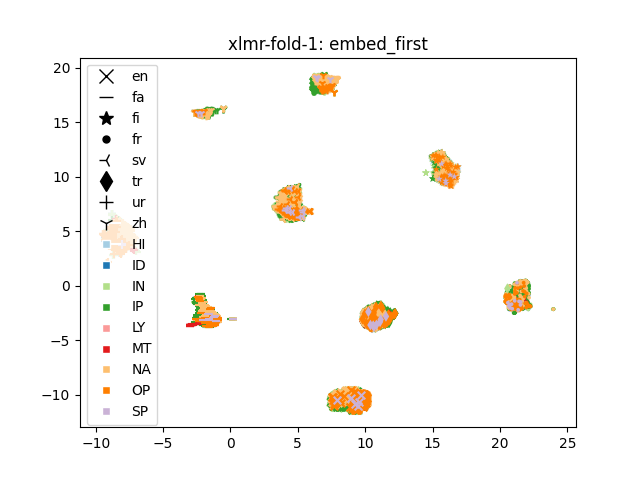 xlmr-fold-1: embed_first
20
15
10
5
0
−5
−10
en
fa
fi
fr
sv
tr
ur
zh
HI
ID
IN
IP
LY
MT
NA
OP
SP
−10 −5 0 5 10 15 20 25